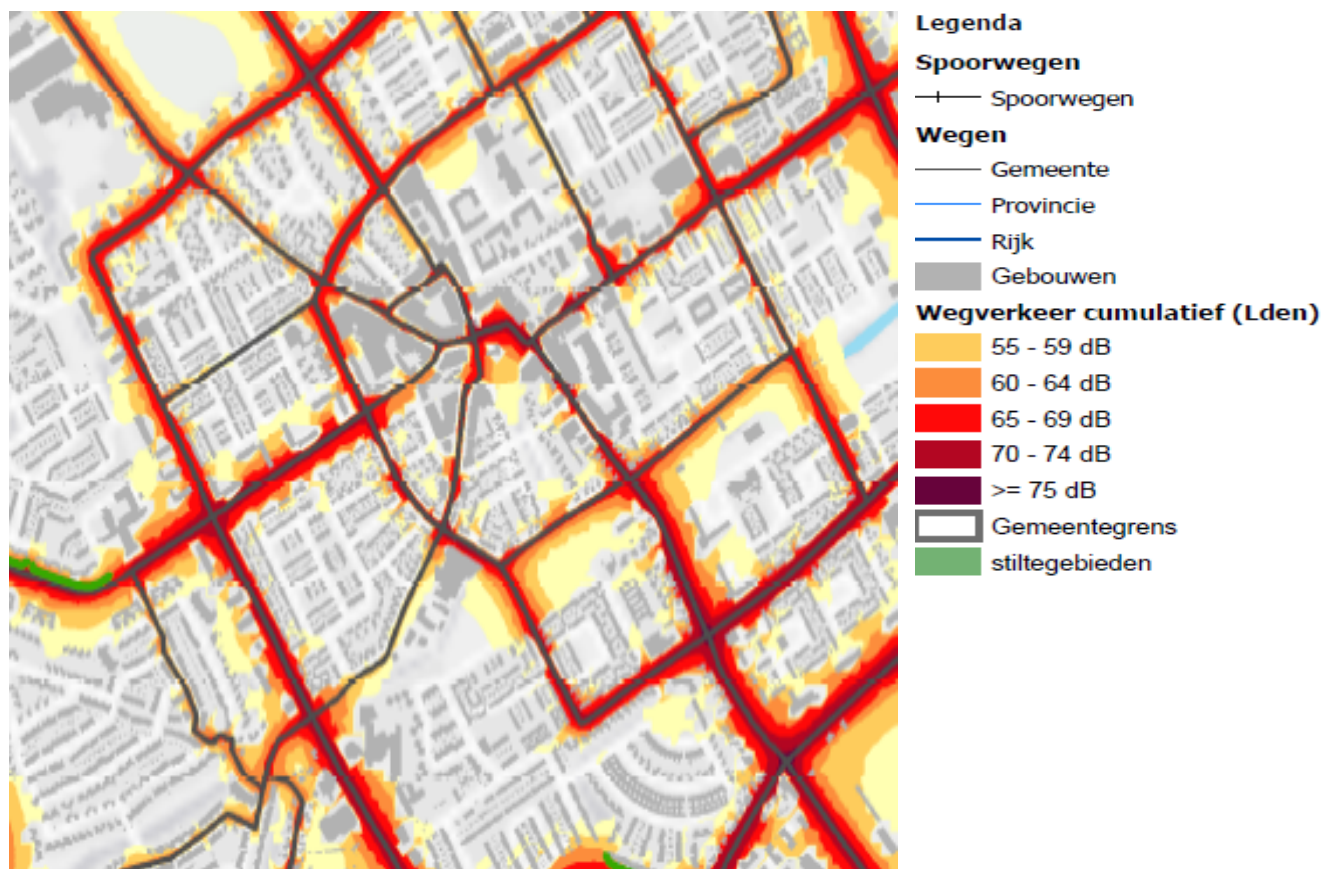 Legenda
Spoorwegen
Spoorwegen
Wegen
Gemeente
Provincie
Rijk
Gebouwen
Wegverkeer cumulatief (Lden)
55 - 59 dB
60 - 64 dB
65 - 69 dB
70 - 74 dB
>= 75 dB
Gemeentegrens
stiltegebieden